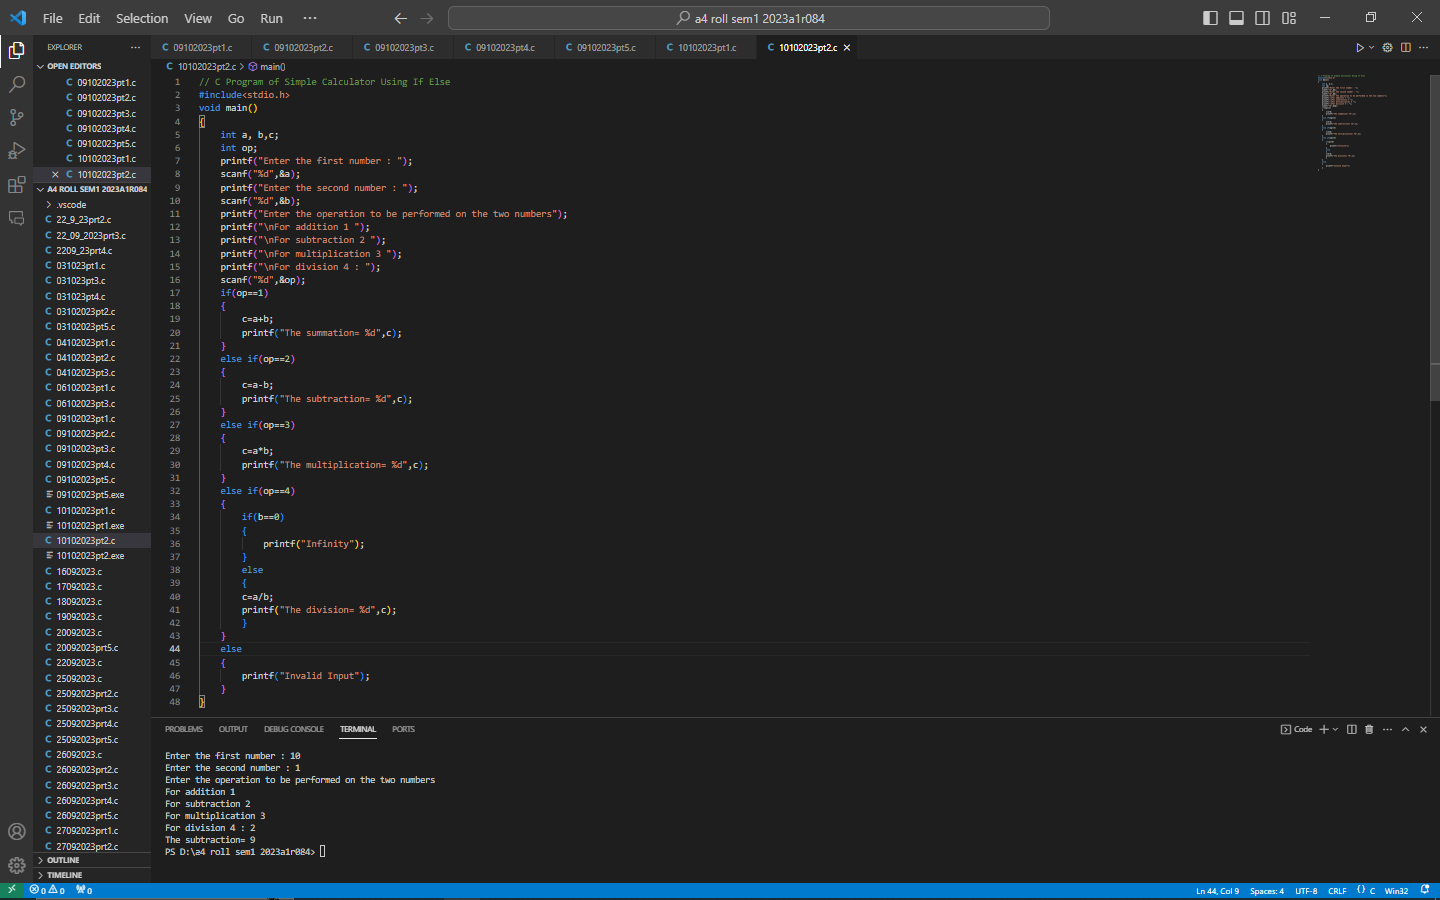 File Edit Selection View Go Run ··· a4 roll sem1 2023a1r084
EXPLORER ···
OPEN EDITORS
09102023pt1.c
09102023pt2.c
09102023pt3.c
09102023pt4.c
09102023pt5.c
10102023pt1.c
10102023pt2.c
A4 ROLL SEM1 2023A1R084
.vscode
22_9_23prt2.c
22_09_2023prt3.c
2209_23prt4.c
031023pt1.c
031023pt3.c
031023pt4.c
03102023pt2.c
03102023pt5.c
04102023pt1.c
04102023pt2.c
04102023pt3.c
06102023pt1.c
06102023pt3.c
09102023pt1.c
09102023pt2.c
09102023pt3.c
09102023pt4.c
09102023pt5.c
09102023pt5.exe
10102023pt1.c
10102023pt1.exe
10102023pt2.c
10102023pt2.exe
16092023.c
17092023.c
18092023.c
19092023.c
20092023.c
20092023prt5.c
22092023.c
25092023.c
25092023prt2.c
25092023prt3.c
25092023prt4.c
25092023prt5.c
26092023.c
26092023prt2.c
26092023prt3.c
26092023prt4.c
26092023prt5.c
27092023prt1.c
27092023prt2.c
OUTLINE
TIMELINE
09102023pt1.c 09102023pt2.c 09102023pt3.c 09102023pt4.c 09102023pt5.c 10102023pt1.c 10102023pt2.c
10102023pt2.c > main()
1 // C Program of Simple Calculator Using If Else
2 #include<stdio.h>
3 void main()
4 {
5 int a, b,c;
6 int op;
7 printf("Enter the first number : ");
8 scanf("%d",&a);
9 printf("Enter the second number : ");
10 scanf("%d",&b);
11 printf("Enter the operation to be performed on the two numbers");
12 printf("\nFor addition 1 ");
13 printf("\nFor subtraction 2 ");
14 printf("\nFor multiplication 3 ");
15 printf("\nFor division 4 : ");
16 scanf("%d",&op);
17 if(op==1)
18 {
19 c=a+b;
20 printf("The summation= %d",c);
21 }
22 else if(op==2)
23 {
24 c=a-b;
25 printf("The subtraction= %d",c);
26 }
27 else if(op==3)
28 {
29 c=a*b;
30 printf("The multiplication= %d",c);
31 }
32 else if(op==4)
33 {
34 if(b==0)
35 {
36 printf("Infinity");
37 }
38 else
39 {
40 c=a/b;
41 printf("The division= %d",c);
42 }
43 }
44 else
45 {
46 printf("Invalid Input");
47 }
48 }
PROBLEMS OUTPUT DEBUG CONSOLE TERMINAL PORTS Code
Enter the first number : 10
Enter the second number : 1
Enter the operation to be performed on the two numbers
For addition 1
For subtraction 2
For multiplication 3
For division 4 : 2
The subtraction= 9
PS D:\a4 roll sem1 2023a1r084>
0 0 0 Ln 44, Col 9 Spaces: 4 UTF-8 CRLF {} C Win32